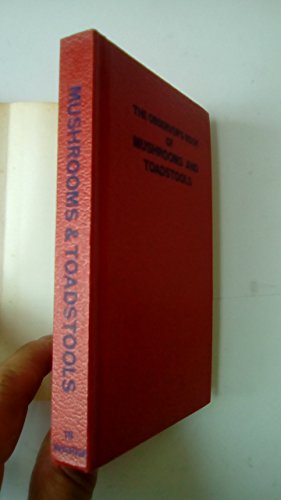 MUSHROOMS & TOADSTOOLS
THE OBSERVER'S BOOK
OF
MUSHROOMS AND
TOADSTOOLS